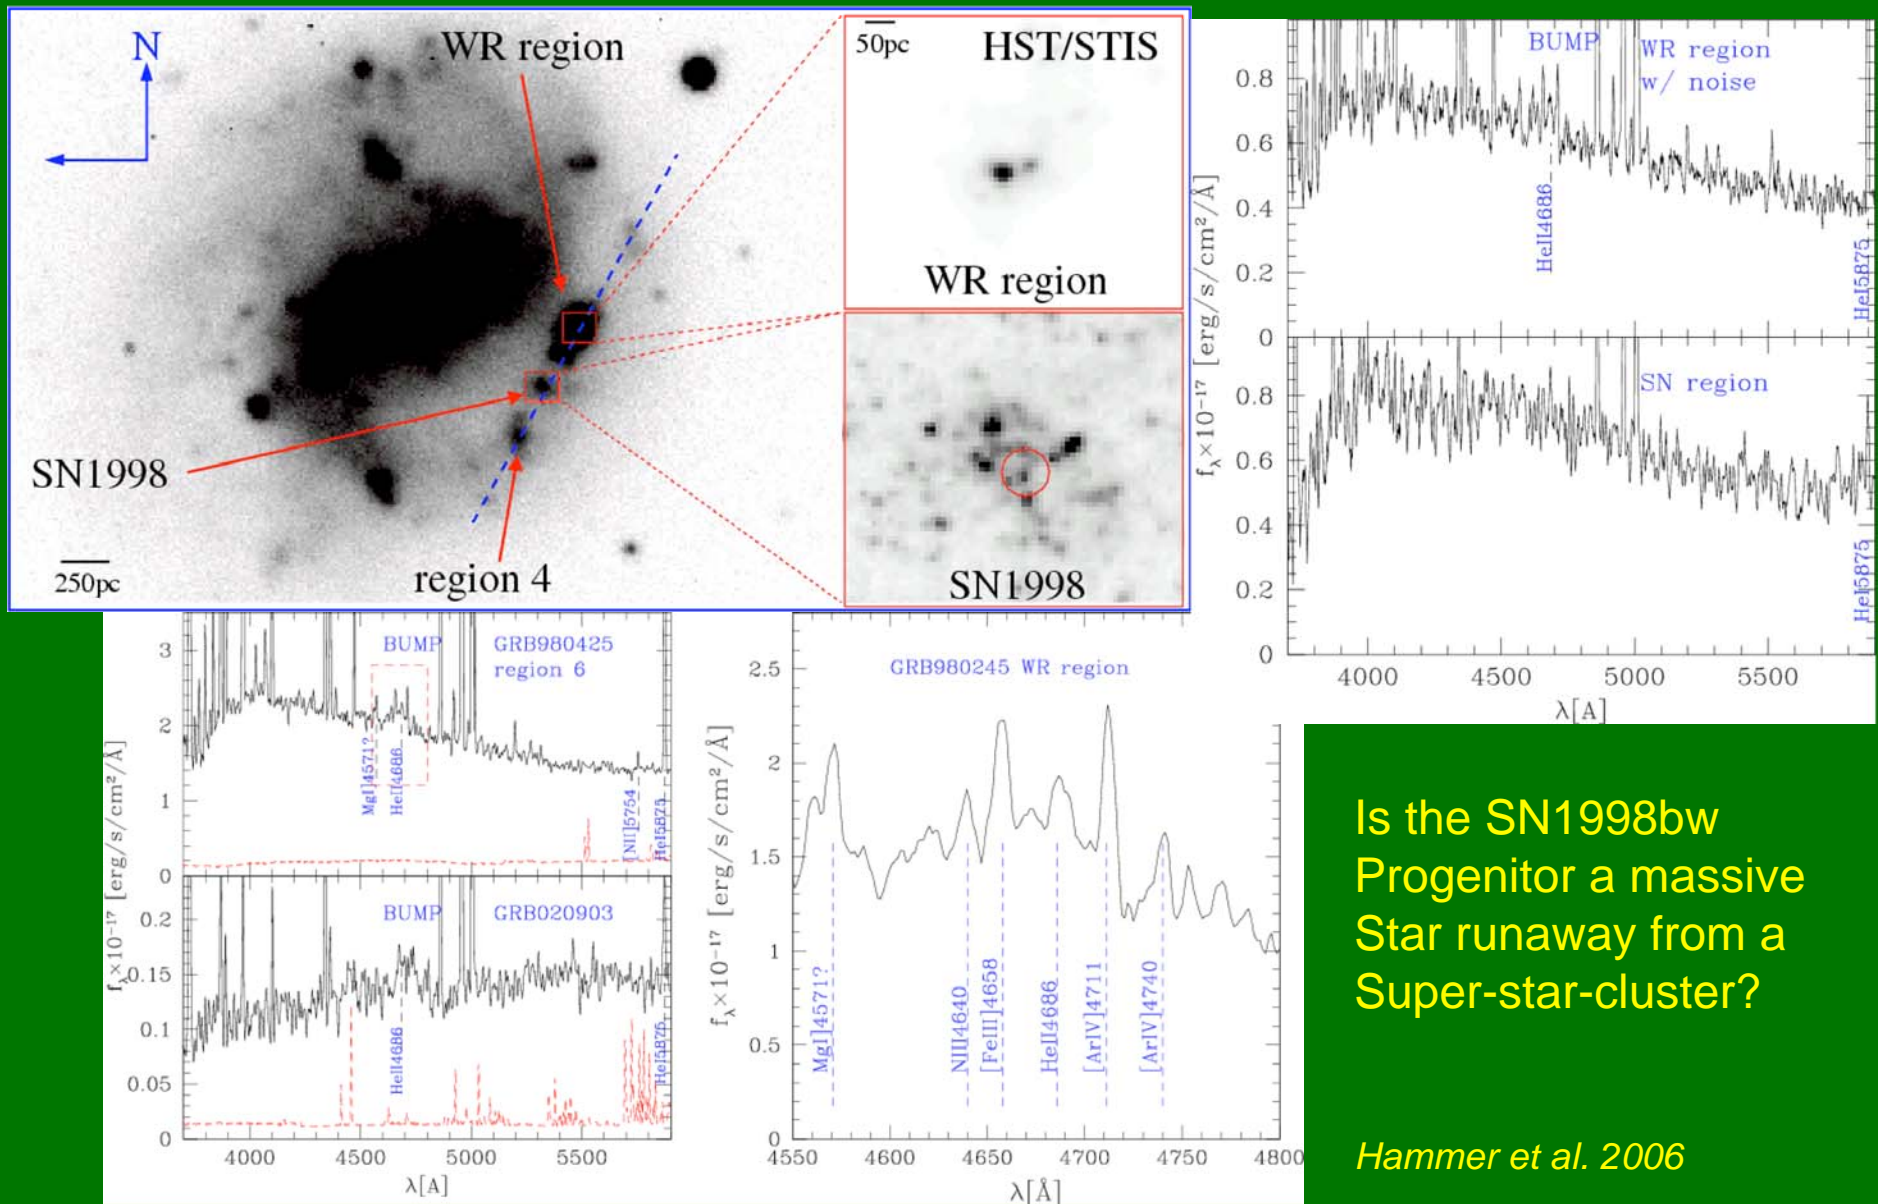 N
WR region
SN1998
region 4
250pc
50pc
HST/STIS
WR region
SN1998
BUMP
WR region
w/ noise
HeII4686
HeI5875
0.8
0.6
0.4
0.2
0
SN region
HeI5875
0.8
0.6
0.4
0.2
0
fλ×10⁻¹⁷ [erg/s/cm²/Å]
4000 4500 5000 5500
λ[A]
BUMP
GRB980425
region 6
MgI]4571?
HeII4686
[NII]5754
HeI5875
3
2
1
0
BUMP
GRB020903
HeII4686
HeI5875
0.2
0.15
0.1
0.05
0
fλ×10⁻¹⁷ [erg/s/cm²/Å]
4000 4500 5000 5500
λ[A]
GRB980245 WR region
2.5
2
1.5
1
0.5
0
fλ×10⁻¹⁷ [erg/s/cm²/Å]
MgI]4571?
NIII4640
[FeIII]4658
HeII4686
[ArIV]4711
[ArIV]4740
4550 4600 4650 4700 4750 4800
λ[Å]
Is the SN1998bw
Progenitor a massive
Star runaway from a
Super-star-cluster?
Hammer et al. 2006